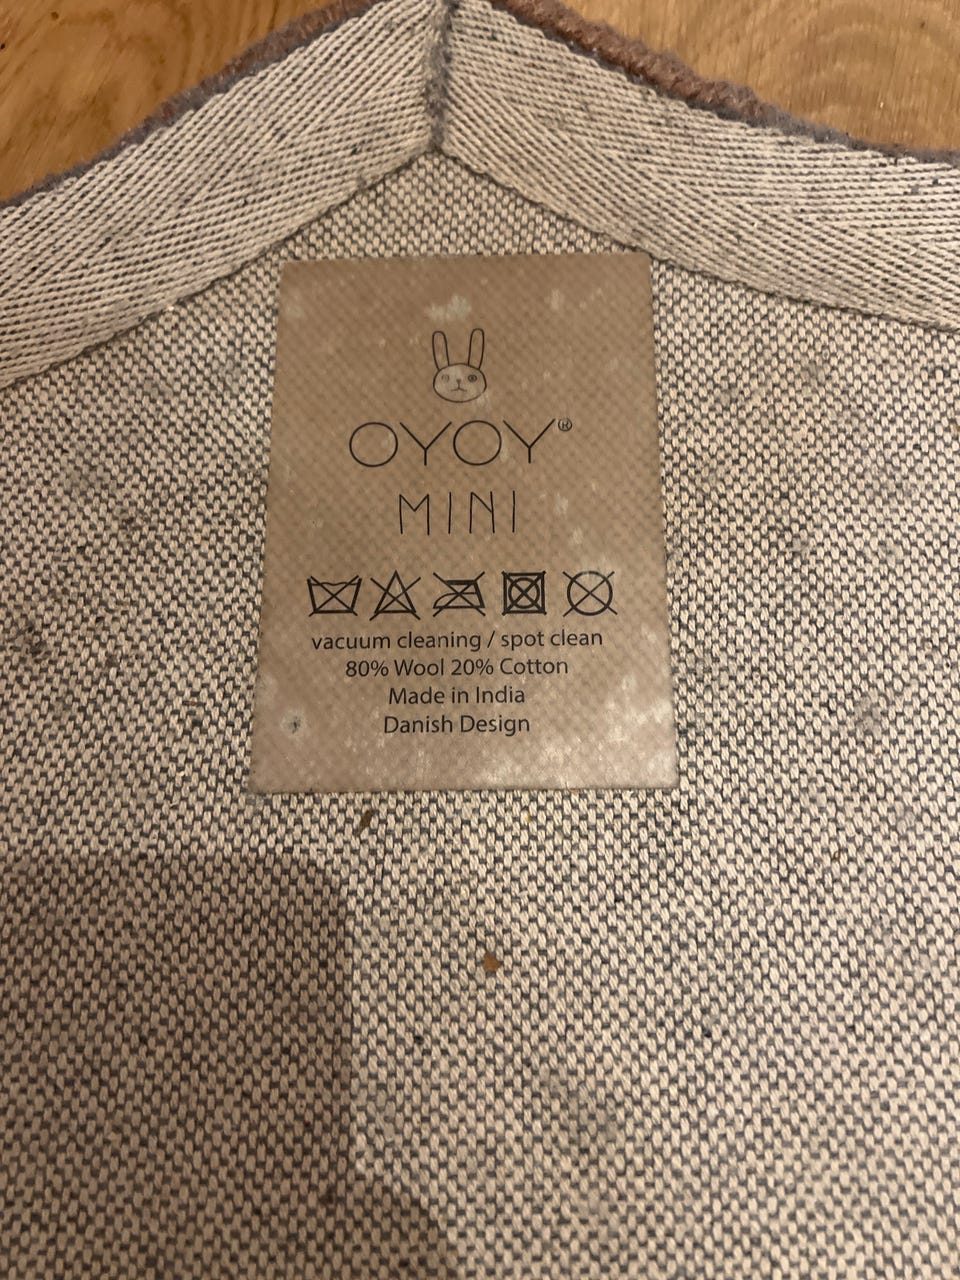 OYOY®
MINI
vacuum cleaning / spot clean
80% Wool 20% Cotton
Made in India
Danish Design